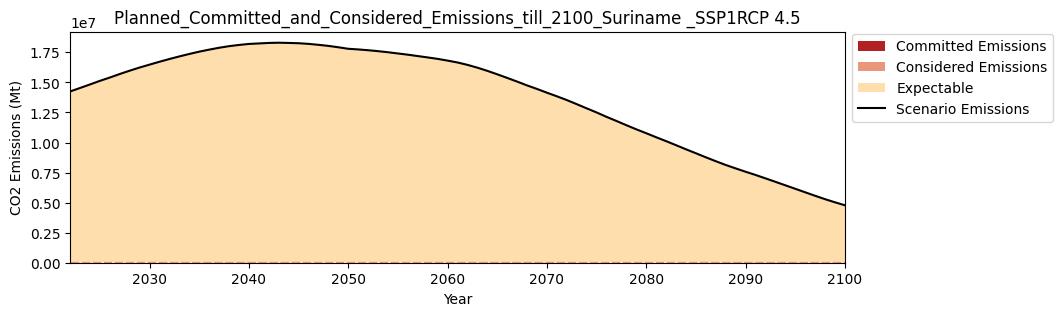 Planned_Committed_and_Considered_Emissions_till_2100_Suriname _SSP1RCP 4.5
1e7
1.75
1.50
1.25
1.00
0.75
0.50
0.25
0.00
CO2 Emissions (Mt)
2030
2040
2050
2060
2070
2080
2090
2100
Year
Committed Emissions
Considered Emissions
Expectable
Scenario Emissions